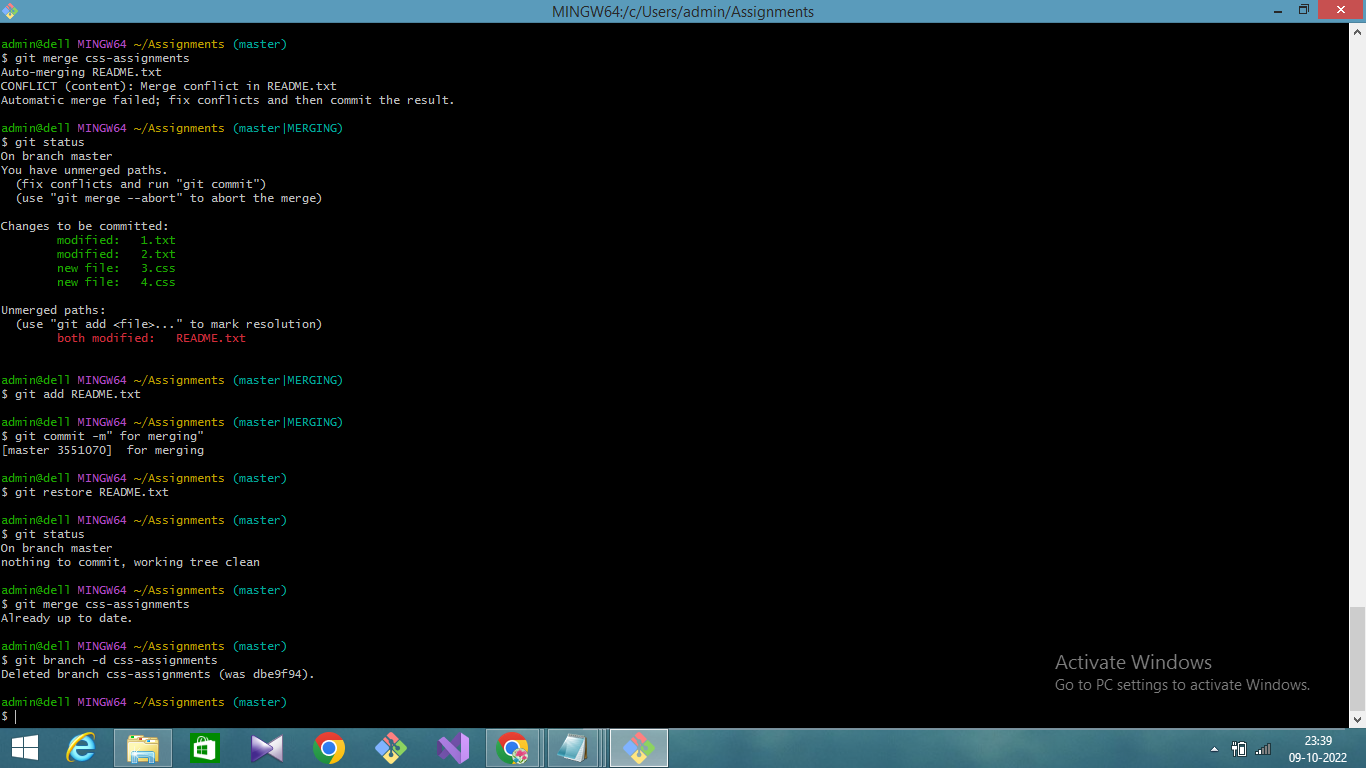 MINGW64:/c/Users/admin/Assignments
admin@dell MINGW64 ~/Assignments (master)
$ git merge css-assignments
Auto-merging README.txt
CONFLICT (content): Merge conflict in README.txt
Automatic merge failed; fix conflicts and then commit the result.
admin@dell MINGW64 ~/Assignments (master|MERGING)
$ git status
On branch master
You have unmerged paths.
  (fix conflicts and run "git commit")
  (use "git merge --abort" to abort the merge)
Changes to be committed:
        modified:   1.txt
        modified:   2.txt
        new file:   3.css
        new file:   4.css
Unmerged paths:
  (use "git add <file>..." to mark resolution)
        both modified:   README.txt
admin@dell MINGW64 ~/Assignments (master|MERGING)
$ git add README.txt
admin@dell MINGW64 ~/Assignments (master|MERGING)
$ git commit -m" for merging"
[master 3551070]  for merging
admin@dell MINGW64 ~/Assignments (master)
$ git restore README.txt
admin@dell MINGW64 ~/Assignments (master)
$ git status
On branch master
nothing to commit, working tree clean
admin@dell MINGW64 ~/Assignments (master)
$ git merge css-assignments
Already up to date.
admin@dell MINGW64 ~/Assignments (master)
$ git branch -d css-assignments
Deleted branch css-assignments (was dbe9f94).
admin@dell MINGW64 ~/Assignments (master)
$
Activate Windows
Go to PC settings to activate Windows.
23:39
09-10-2022